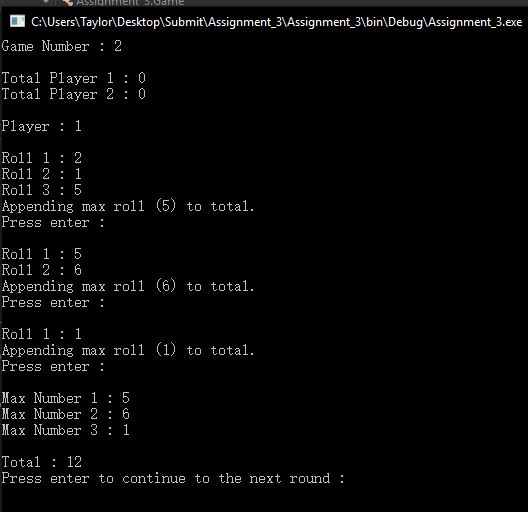 Assignment_3.Game
C:\Users\Taylor\Desktop\Submit\Assignment_3\Assignment_3\bin\Debug\Assignment_3.exe
Game Number : 2
Total Player 1 : 0
Total Player 2 : 0
Player : 1
Roll 1 : 2
Roll 2 : 1
Roll 3 : 5
Appending max roll (5) to total.
Press enter :
Roll 1 : 5
Roll 2 : 6
Appending max roll (6) to total.
Press enter :
Roll 1 : 1
Appending max roll (1) to total.
Press enter :
Max Number 1 : 5
Max Number 2 : 6
Max Number 3 : 1
Total : 12
Press enter to continue to the next round :